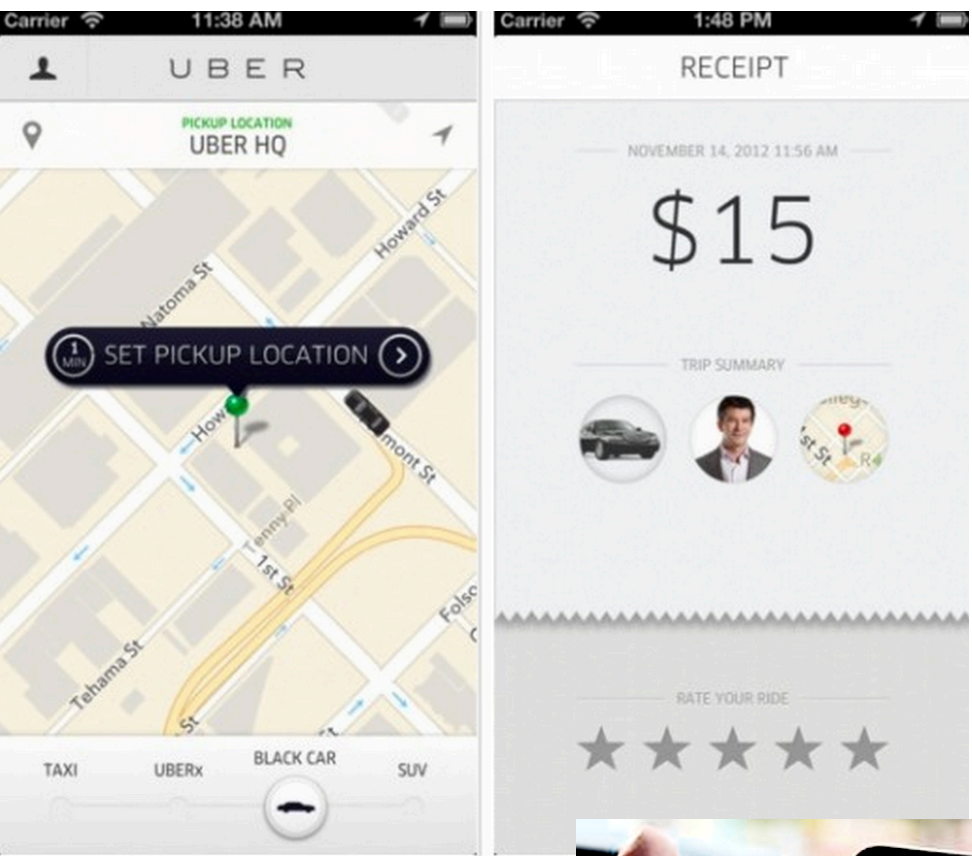 Carrier 11:38 AM
UBER
PICKUP LOCATION
UBER HQ
Howard St
Natoma St
1 MIN SET PICKUP LOCATION
How
mont St
Tenny Pl
1st St
Folso
Tehama St
St
TAXI UBERx BLACK CAR SUV
Carrier 1:48 PM
RECEIPT
NOVEMBER 14, 2012 11:56 AM
$15
TRIP SUMMARY
1st St
RATE YOUR RIDE